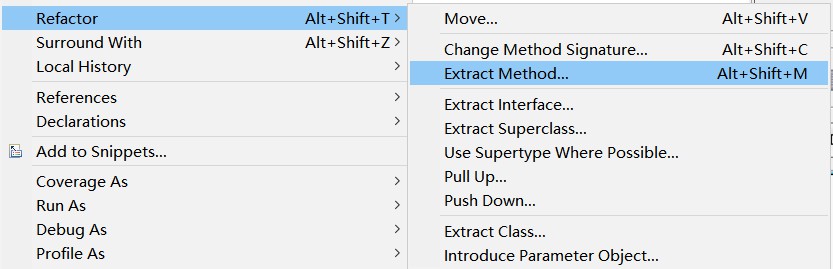 Refactor Alt+Shift+T >
Surround With Alt+Shift+Z >
Local History >
References >
Declarations >
Add to Snippets...
Coverage As >
Run As >
Debug As >
Profile As >
Move... Alt+Shift+V
Change Method Signature... Alt+Shift+C
Extract Method... Alt+Shift+M
Extract Interface...
Extract Superclass...
Use Supertype Where Possible...
Pull Up...
Push Down...
Extract Class...
Introduce Parameter Object...